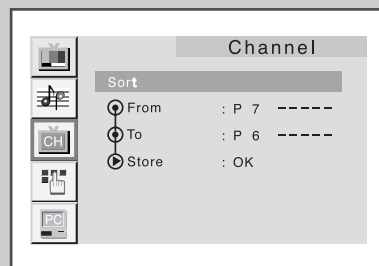 Channel
Sort
From : P 7 -----
To : P 6 -----
CH
Store : OK
PC